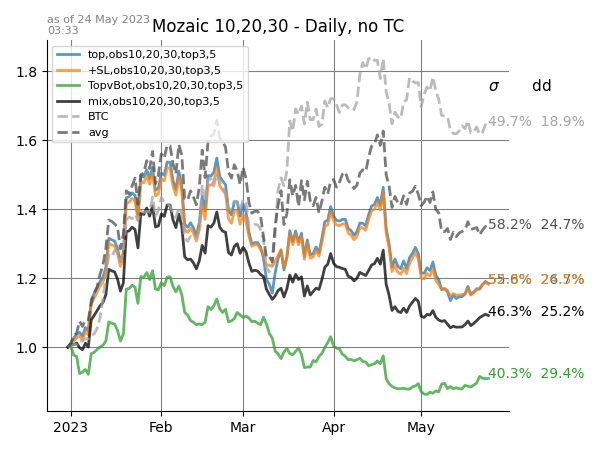 as of 24 May 2023
03:33
Mozaic 10,20,30 - Daily, no TC
top,obs10,20,30,top3,5
+SL,obs10,20,30,top3,5
TopvBot,obs10,20,30,top3,5
mix,obs10,20,30,top3,5
BTC
avg
σ dd
49.7% 18.9%
58.2% 24.7%
46.3% 25.2%
40.3% 29.4%
1.8
1.6
1.4
1.2
1.0
2023 Feb Mar Apr May